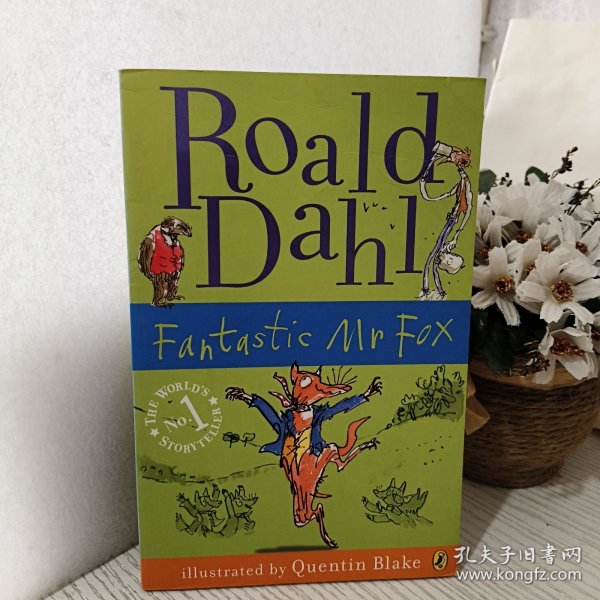 Roald
Dahl
Fantastic Mr Fox
THE WORLD'S
No. 1
STORYTELLER
illustrated by Quentin Blake
孔夫子旧书网
www.kongfz.com